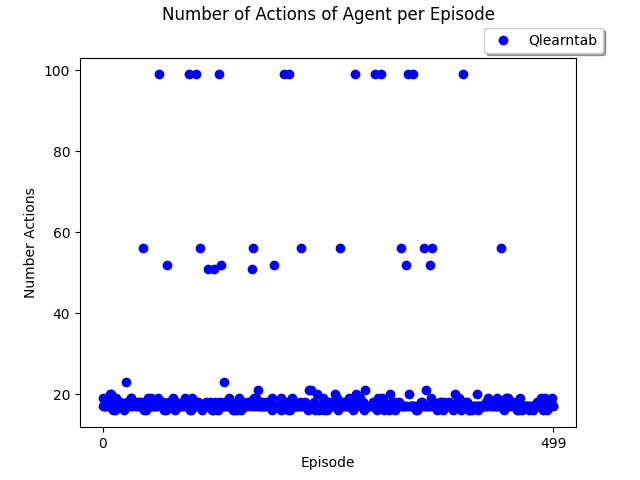 Number of Actions of Agent per Episode
Qlearntab
100
80
60
40
20
Number Actions
0
499
Episode